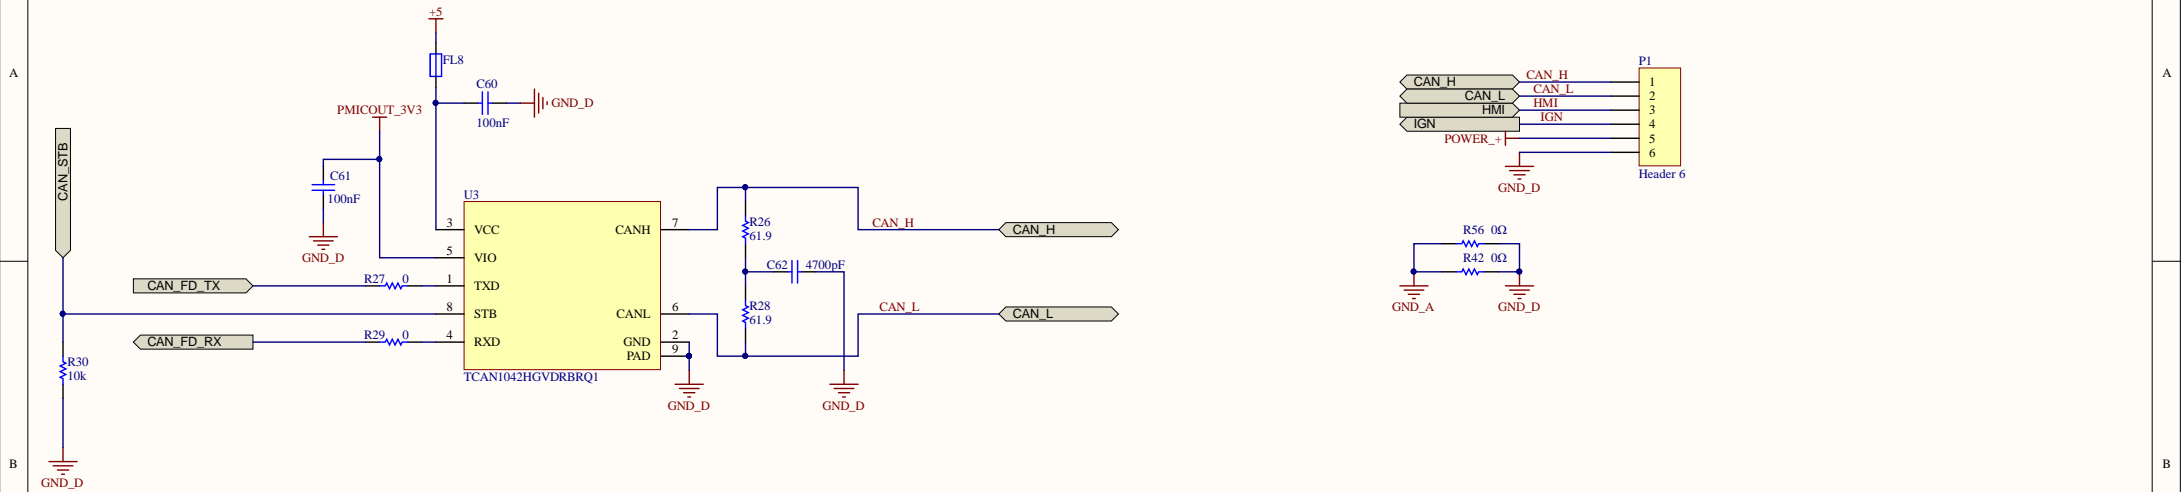 +5
A
FL8
C60
GND_D
100nF
PMICOUT_3V3
CAN_STB
C61
100nF
GND_D
U3
3
VCC
5
VIO
CAN_FD_TX
R27
0
1
TXD
8
STB
CAN_FD_RX
R29
0
4
RXD
R30
10k
GND_D
B
CANH
7
CANL
6
GND
2
PAD
9
TCAN1042HGVDRBRQ1
GND_D
R26
61.9
C62
4700pF
R28
61.9
GND_D
CAN_H
CAN_H
CAN_L
CAN_L
P1
CAN_H
CAN_H
1
CAN_L
CAN_L
2
HMI
HMI
3
IGN
IGN
4
POWER_+
5
6
GND_D
Header 6
R56 0Ω
R42 0Ω
GND_A
GND_D
A
B